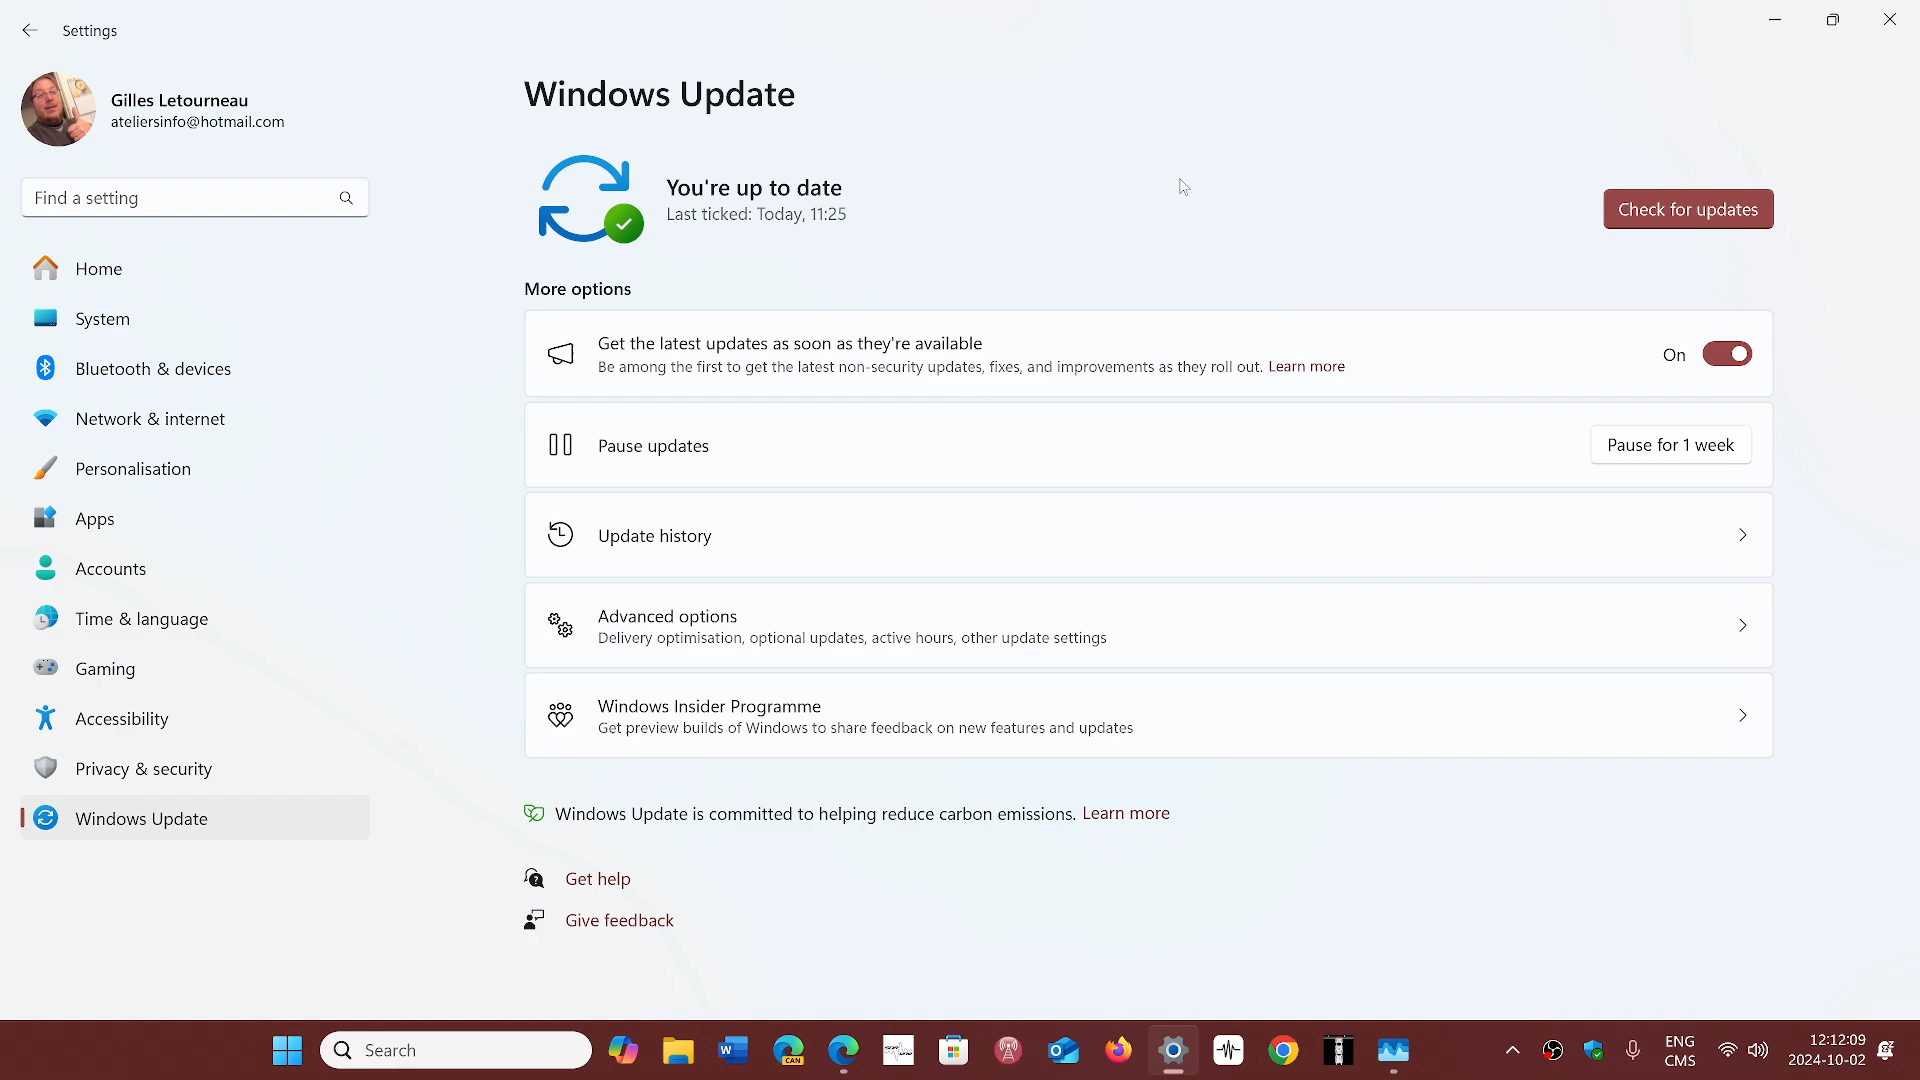 Settings
Gilles Letourneau
ateliersinfo@hotmail.com
Find a setting
Home
System
Bluetooth & devices
Network & internet
Personalisation
Apps
Accounts
Time & language
Gaming
Accessibility
Privacy & security
Windows Update
Windows Update
You're up to date
Last ticked: Today, 11:25
Check for updates
More options
Get the latest updates as soon as they're available
Be among the first to get the latest non-security updates, fixes, and improvements as they roll out. Learn more
On
Pause updates
Pause for 1 week
Update history
Advanced options
Delivery optimisation, optional updates, active hours, other update settings
Windows Insider Programme
Get preview builds of Windows to share feedback on new features and updates
Windows Update is committed to helping reduce carbon emissions. Learn more
Get help
Give feedback
Search
CAN
ENG
CMS
12:12:09
2024-10-02